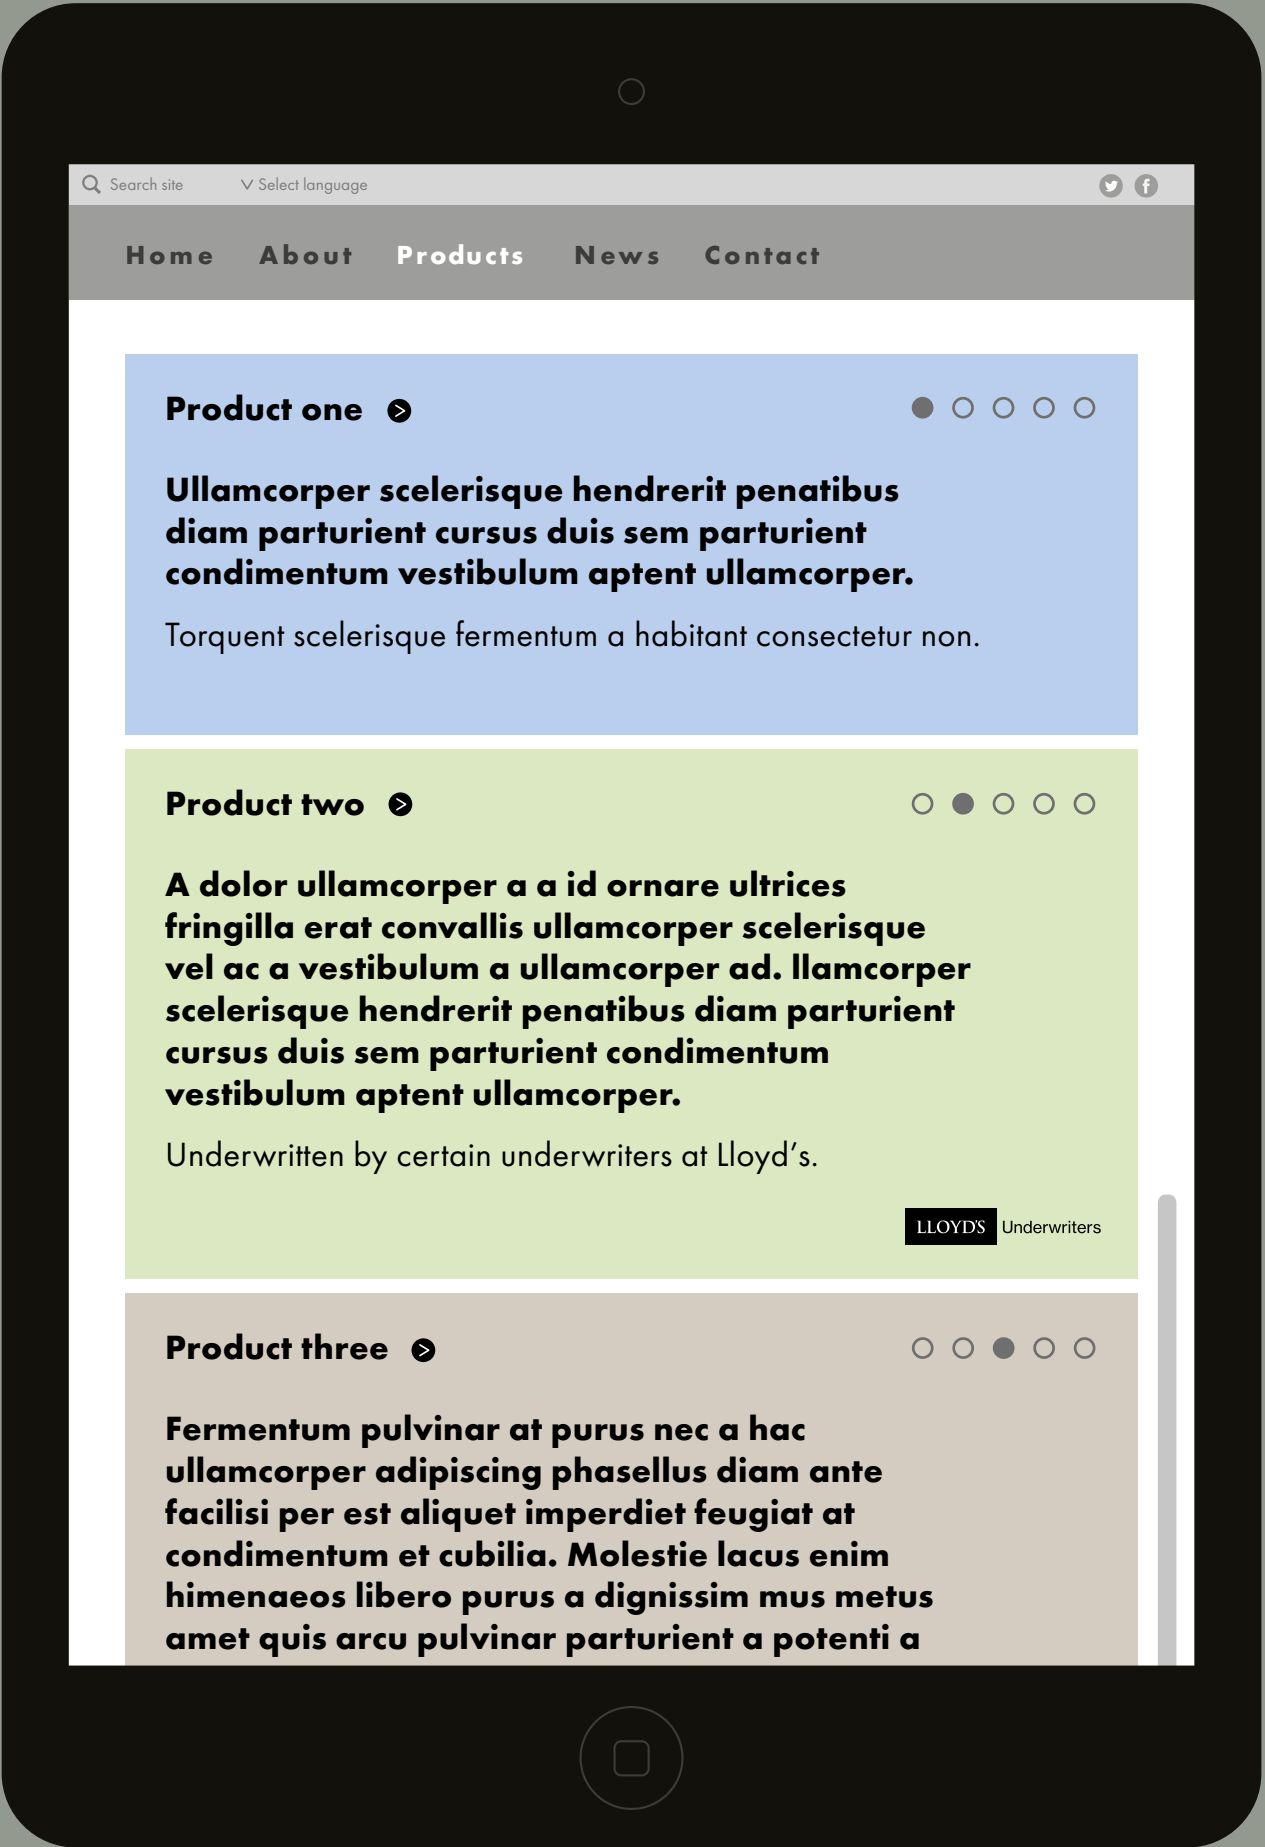 Search site
Select language
Home About Products News Contact
Product one
Ullamcorper scelerisque hendrerit penatibus
diam parturient cursus duis sem parturient
condimentum vestibulum aptent ullamcorper.
Torquent scelerisque fermentum a habitant consectetur non.
Product two
A dolor ullamcorper a a id ornare ultrices
fringilla erat convallis ullamcorper scelerisque
vel ac a vestibulum a ullamcorper ad. llamcorper
scelerisque hendrerit penatibus diam parturient
cursus duis sem parturient condimentum
vestibulum aptent ullamcorper.
Underwritten by certain underwriters at Lloyd’s.
LLOYD'S Underwriters
Product three
Fermentum pulvinar at purus nec a hac
ullamcorper adipiscing phasellus diam ante
facilisi per est aliquet imperdiet feugiat at
condimentum et cubilia. Molestie lacus enim
himenaeos libero purus a dignissim mus metus
amet quis arcu pulvinar parturient a potenti a